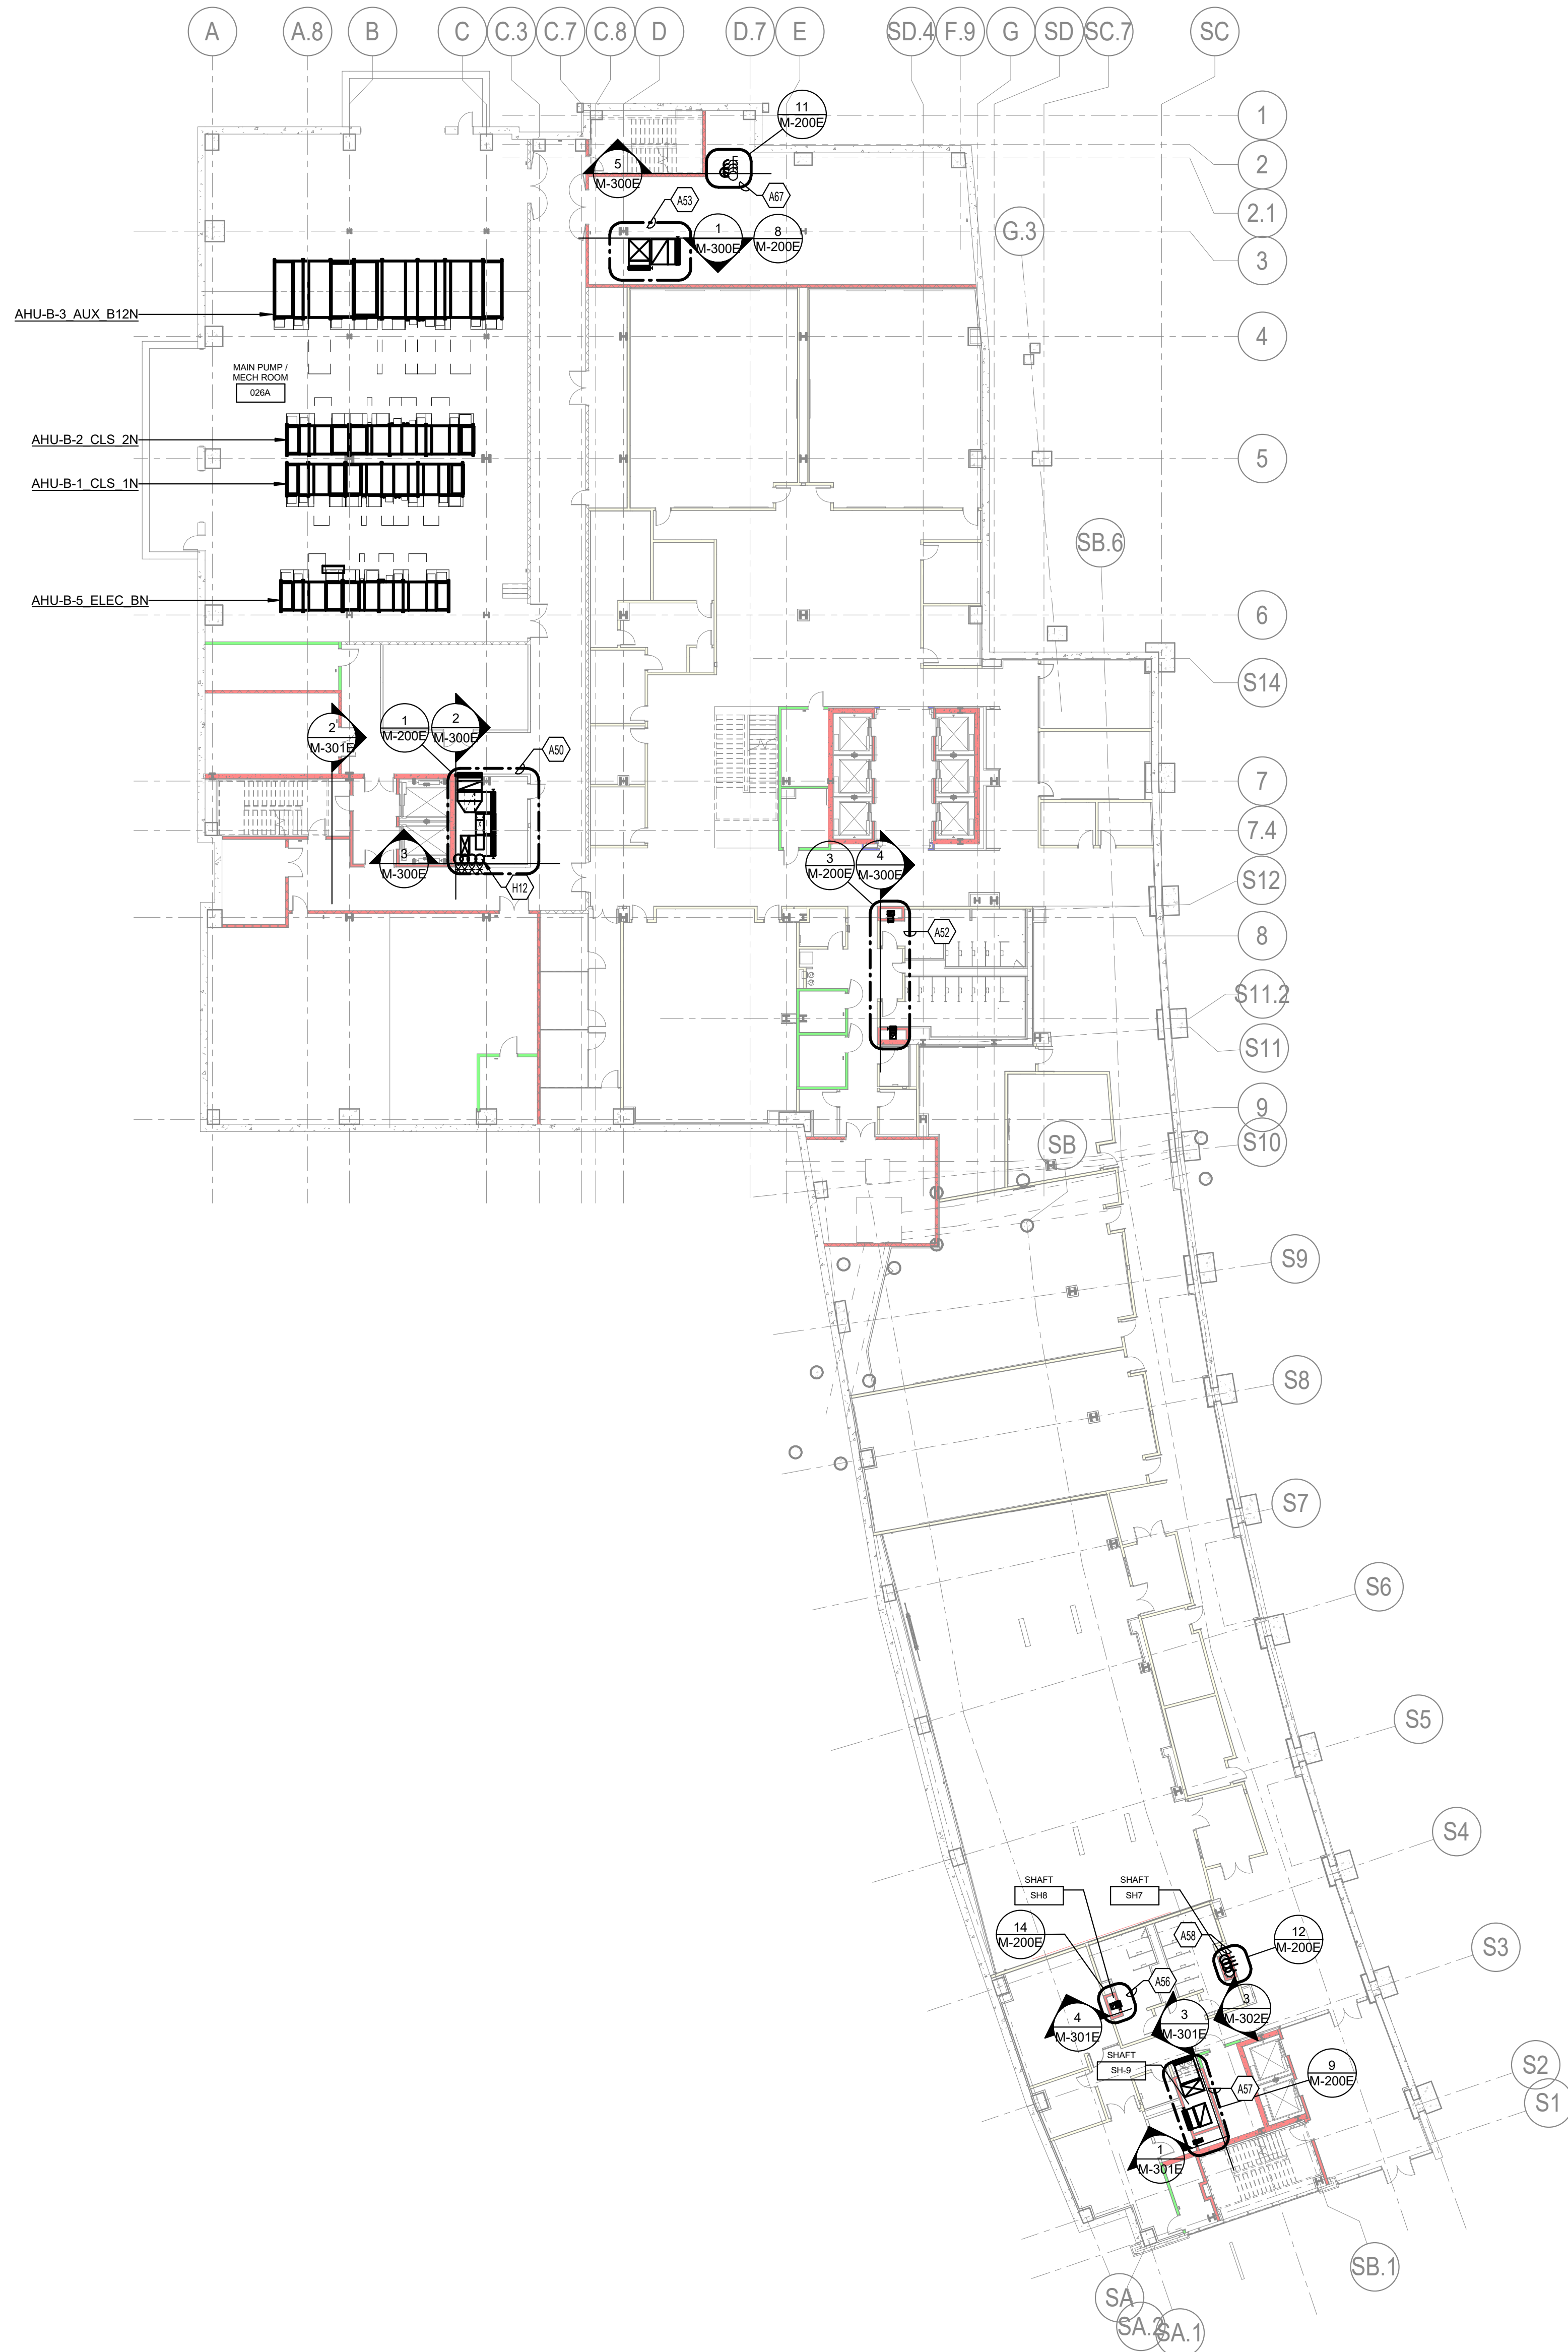 A
A.8
B
C
C.3
C.7
C.8
D
D.7
E
SD.4
F.9
G
SD
SC.7
SC
1
2
2.1
3
4
5
6
S14
7
7.4
S12
8
S11.2
S11
9
S10
G.3
SB.6
SB
S9
S8
S7
S6
S5
S4
S3
S2
S1
SB.1
SA
SA.2
SA.1
11
M-200E
5
M-300E
A67
A53
1
M-300E
8
M-200E
AHU-B-3_AUX_B12N
MAIN PUMP /
MECH ROOM
026A
AHU-B-2_CLS_2N
AHU-B-1_CLS_1N
AHU-B-5_ELEC_BN
2
M-301E
1
M-200E
2
M-300E
A50
3
M-300E
H12
3
M-200E
4
M-300E
A52
SHAFT
SH8
SHAFT
SH7
14
M-200E
A58
12
M-200E
A56
4
M-301E
3
M-301E
3
M-302E
SHAFT
SH-9
A57
9
M-200E
1
M-301E